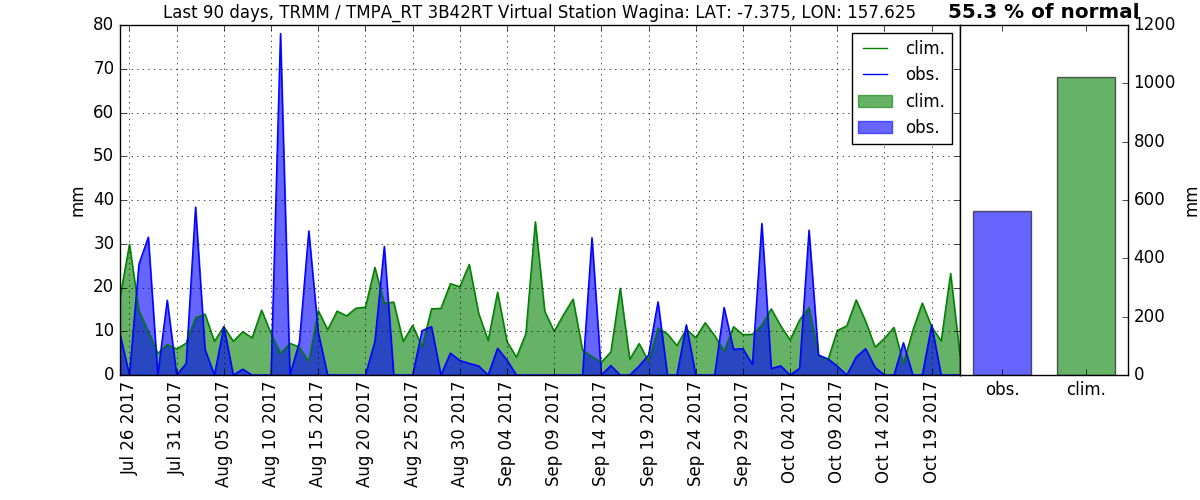 Last 90 days, TRMM / TMPA_RT 3B42RT Virtual Station Wagina: LAT: -7.375, LON: 157.625
55.3 % of normal
mm
80
70
60
50
40
30
20
10
0
clim.
obs.
clim.
obs.
Jul 26 2017
Jul 31 2017
Aug 05 2017
Aug 10 2017
Aug 15 2017
Aug 20 2017
Aug 25 2017
Aug 30 2017
Sep 04 2017
Sep 09 2017
Sep 14 2017
Sep 19 2017
Sep 24 2017
Sep 29 2017
Oct 04 2017
Oct 09 2017
Oct 14 2017
Oct 19 2017
1200
1000
800
600
400
200
0
mm
obs.
clim.